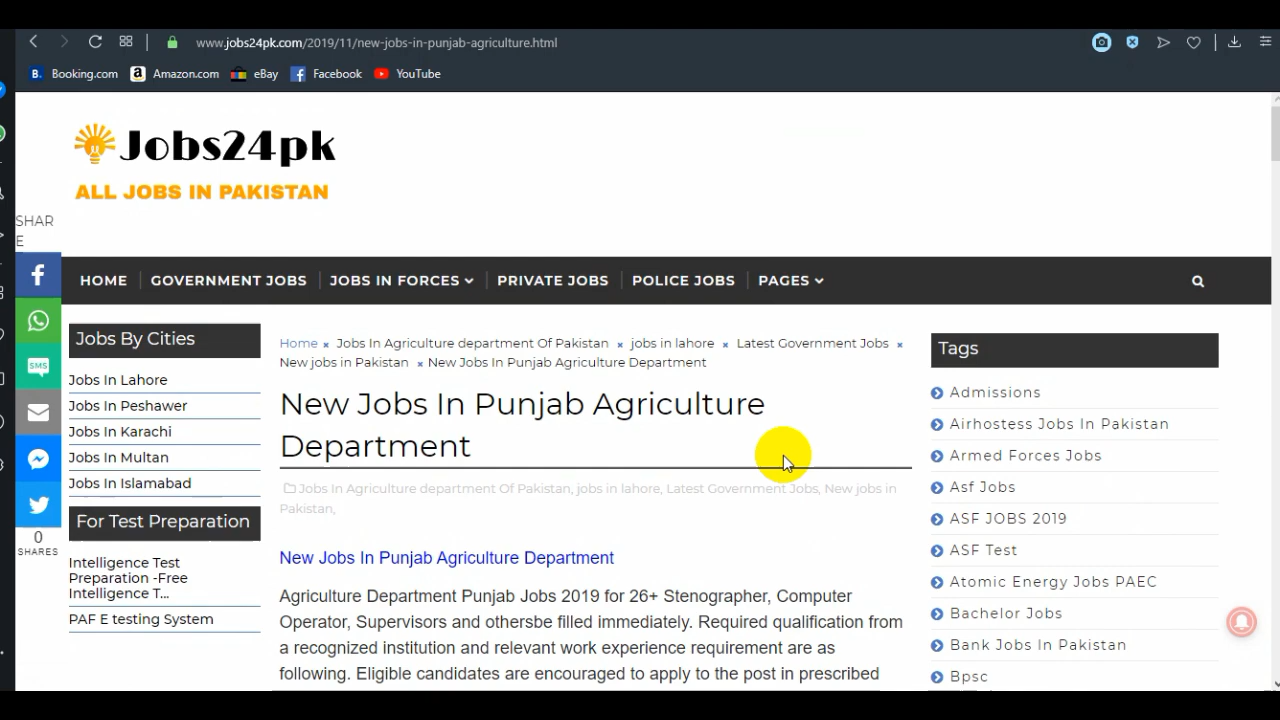 www.jobs24pk.com/2019/11/new-jobs-in-punjab-agriculture.html
B. Booking.com a Amazon.com eBay Facebook YouTube
Jobs24pk
ALL JOBS IN PAKISTAN
SHAR
E
HOME GOVERNMENT JOBS JOBS IN FORCES PRIVATE JOBS POLICE JOBS PAGES
SMS
0
SHARES
Jobs By Cities
Jobs In Lahore
Jobs In Peshawer
Jobs In Karachi
Jobs In Multan
Jobs In Islamabad
For Test Preparation
Intelligence Test
Preparation -Free
Intelligence T...
PAF E testing System
Home × Jobs In Agriculture department Of Pakistan × jobs in lahore × Latest Government Jobs ×
New jobs in Pakistan × New Jobs In Punjab Agriculture Department
New Jobs In Punjab Agriculture
Department
Jobs In Agriculture department Of Pakistan, jobs in lahore, Latest Government Jobs, New jobs in
Pakistan,
New Jobs In Punjab Agriculture Department
Agriculture Department Punjab Jobs 2019 for 26+ Stenographer, Computer
Operator, Supervisors and othersbe filled immediately. Required qualification from
a recognized institution and relevant work experience requirement are as
following. Eligible candidates are encouraged to apply to the post in prescribed
Tags
Admissions
Airhostess Jobs In Pakistan
Armed Forces Jobs
Asf Jobs
ASF JOBS 2019
ASF Test
Atomic Energy Jobs PAEC
Bachelor Jobs
Bank Jobs In Pakistan
Bpsc